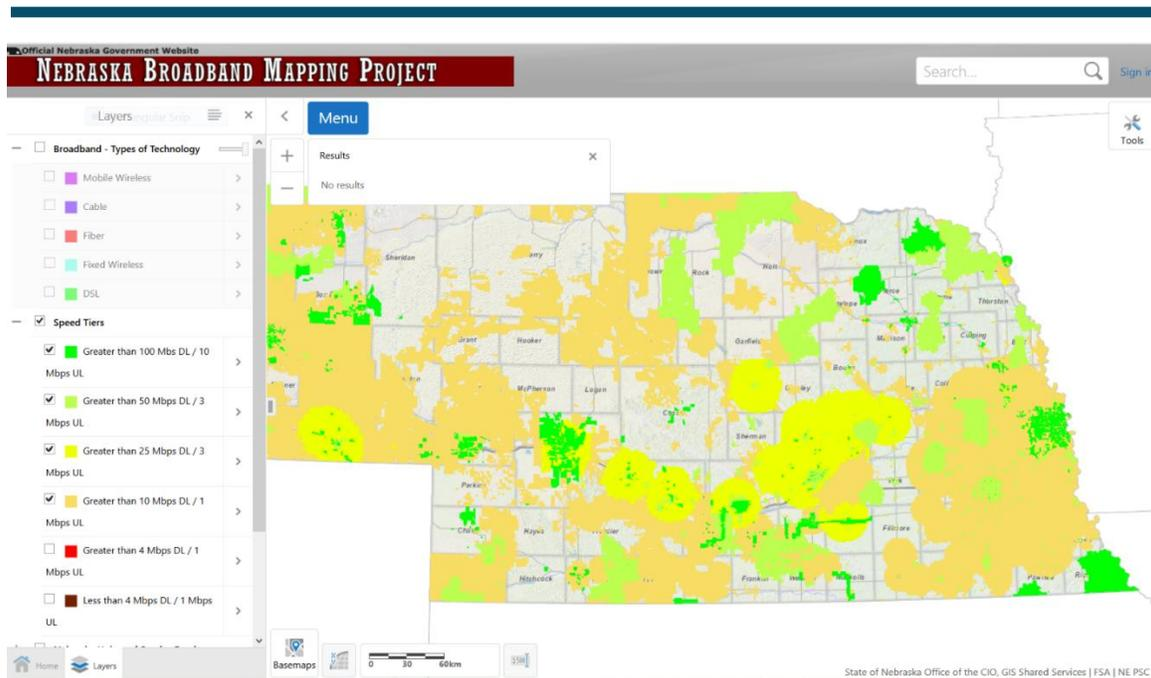 Official Nebraska Government Website
NEBRASKA BROADBAND MAPPING PROJECT
Search...
Sign in
Layers
Menu
Tools
Broadband - Types of Technology
Mobile Wireless
Cable
Fiber
Fixed Wireless
DSL
Speed Tiers
Greater than 100 Mbs DL / 10
Mbps UL
Greater than 50 Mbps DL / 3
Mbps UL
Greater than 25 Mbps DL / 3
Mbps UL
Greater than 10 Mbps DL / 1
Mbps UL
Greater than 4 Mbps DL / 1
Mbps UL
Less than 4 Mbps DL / 1 Mbps
UL
Home
Layers
Results
No results
Sheridan
Rock
Holt
Thurston
Grant
Hooker
Garfield
Madison
Cuming
McPherson
Logan
Sherman
Fillmore
Hayes
Hitchcock
Franklin
Basemaps
0 30 60km
State of Nebraska Office of the CIO, GIS Shared Services | FSA | NE PSC